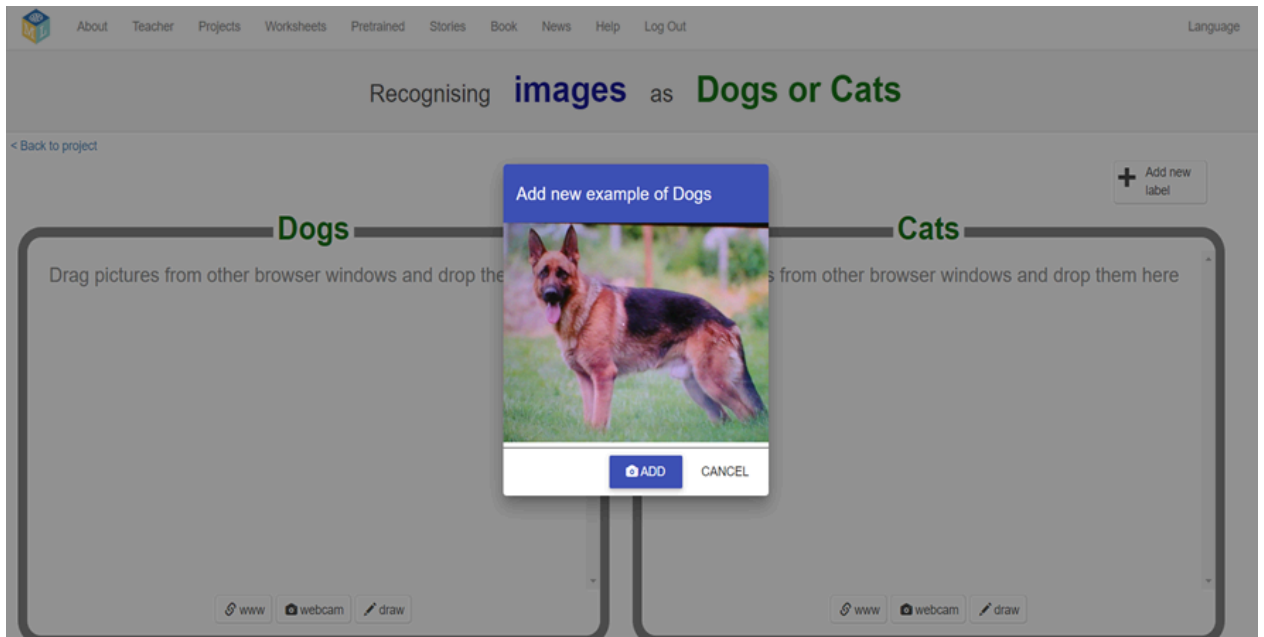 About Teacher Projects Worksheets Pretrained Stories Book News Help Log Out Language
Recognising images as Dogs or Cats
< Back to project
Add new
label
Add new example of Dogs
Dogs
Cats
Drag pictures from other browser windows and drop the
from other browser windows and drop them here
ADD CANCEL
www webcam draw
www webcam draw